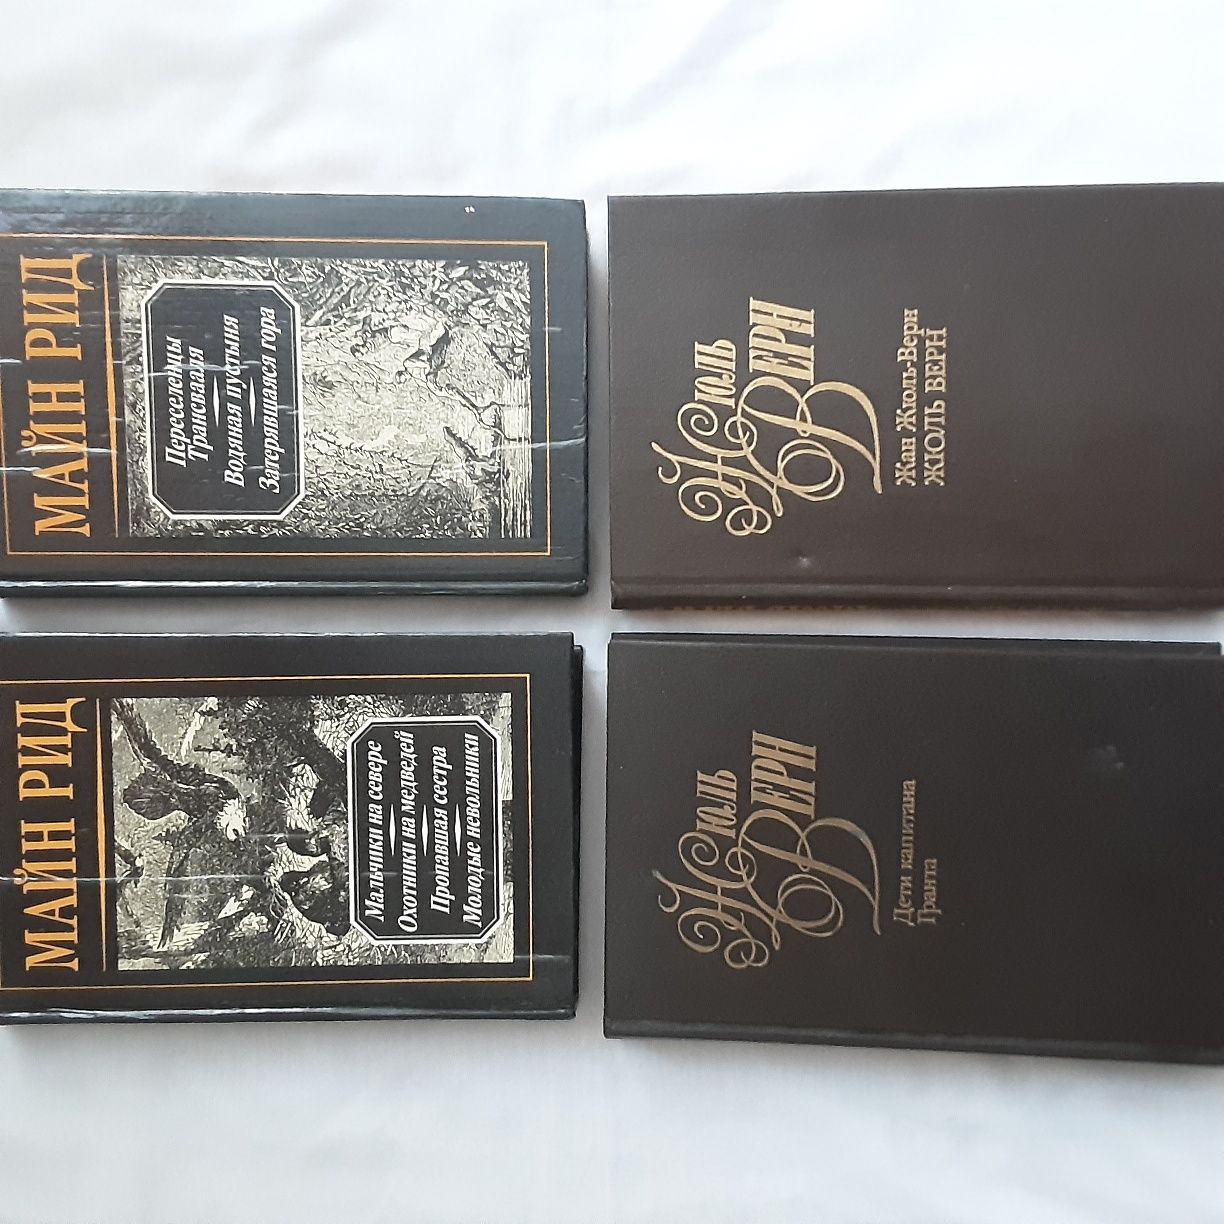 МАЙН РИД
Переселенцы
Трансвааля
Водяная пустыня
Затерявшаяся гора
МАЙН РИД
Мальчики на севере
Охотники на медведей
Пропавшая сестра
Молодые невольники
Жюль
Верн
Жан Жюль-Верн
ЖЮЛЬ ВЕРН
Жюль
Верн
Дети капитана
Гранта